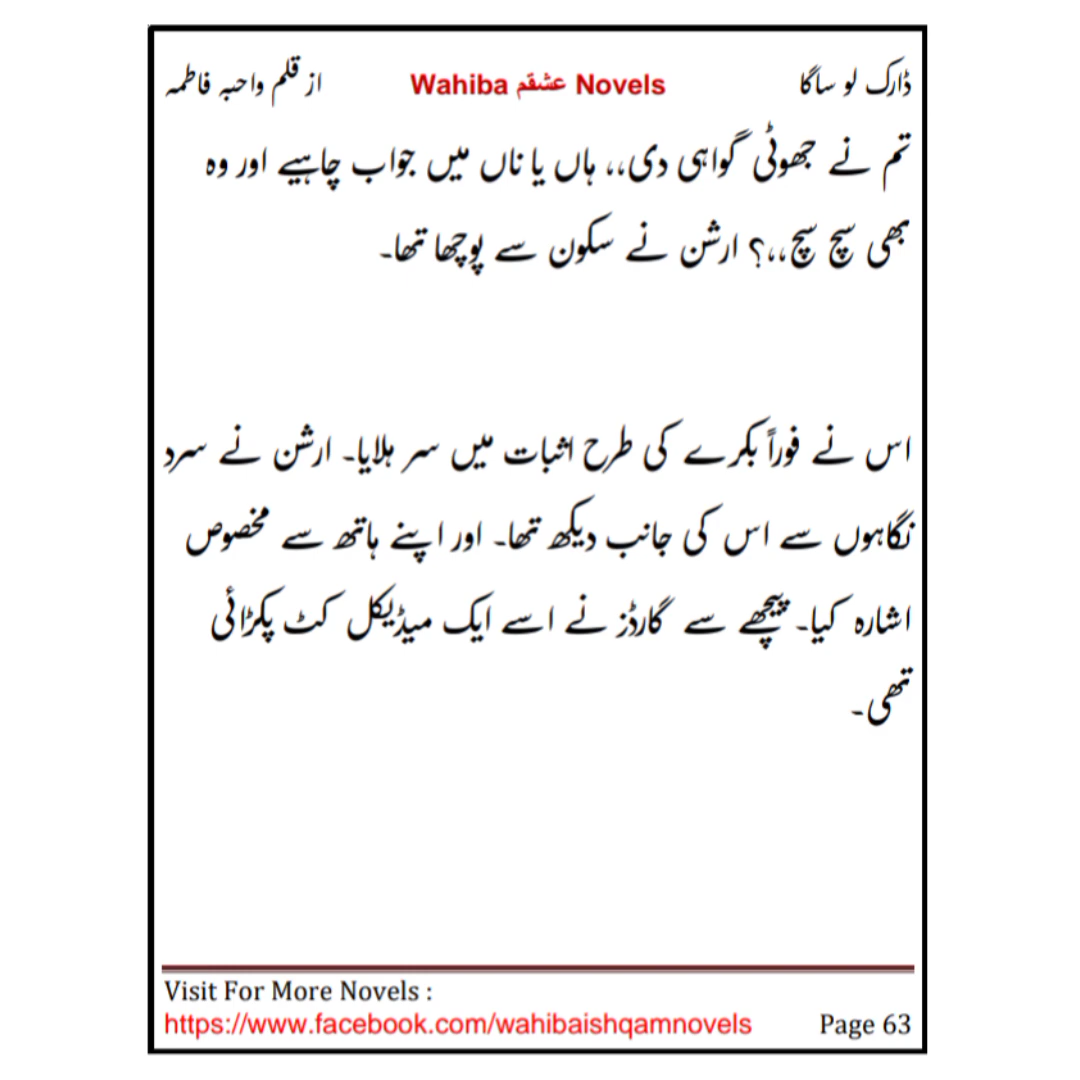 ڈارک لو ساگا Wahiba عشقم Novels از قلم واحبہ فاطمہ
تم نے جھوٹی گواہی دی،، ہاں یا ناں میں جواب چاہیے اور وہ
بھی سچ سچ،،؟ ارشن نے سکون سے پوچھا تھا۔
اس نے فوراً بکرے کی طرح اثبات میں سر ہلایا۔ ارشن نے سرد
نگاہوں سے اس کی جانب دیکھ تھا۔ اور اپنے ہاتھ سے مخصوص
اشارہ کیا۔ پیچھے سے گارڈز نے اسے ایک میڈیکل کٹ پکڑائی
تھی۔
Visit For More Novels :
https://www.facebook.com/wahibaishqamnovels Page 63